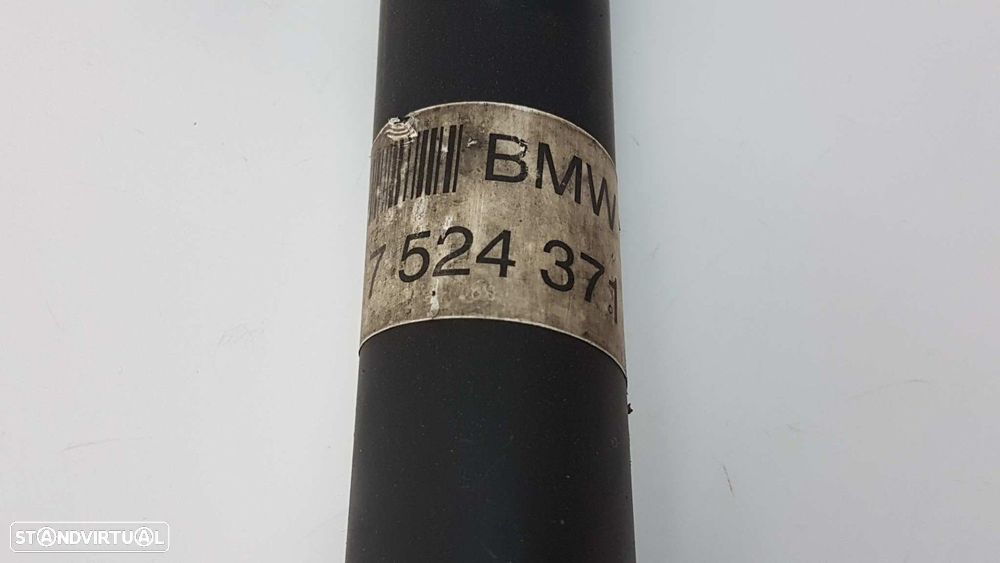 BMW
7 524 371
STANDVIRTUAL